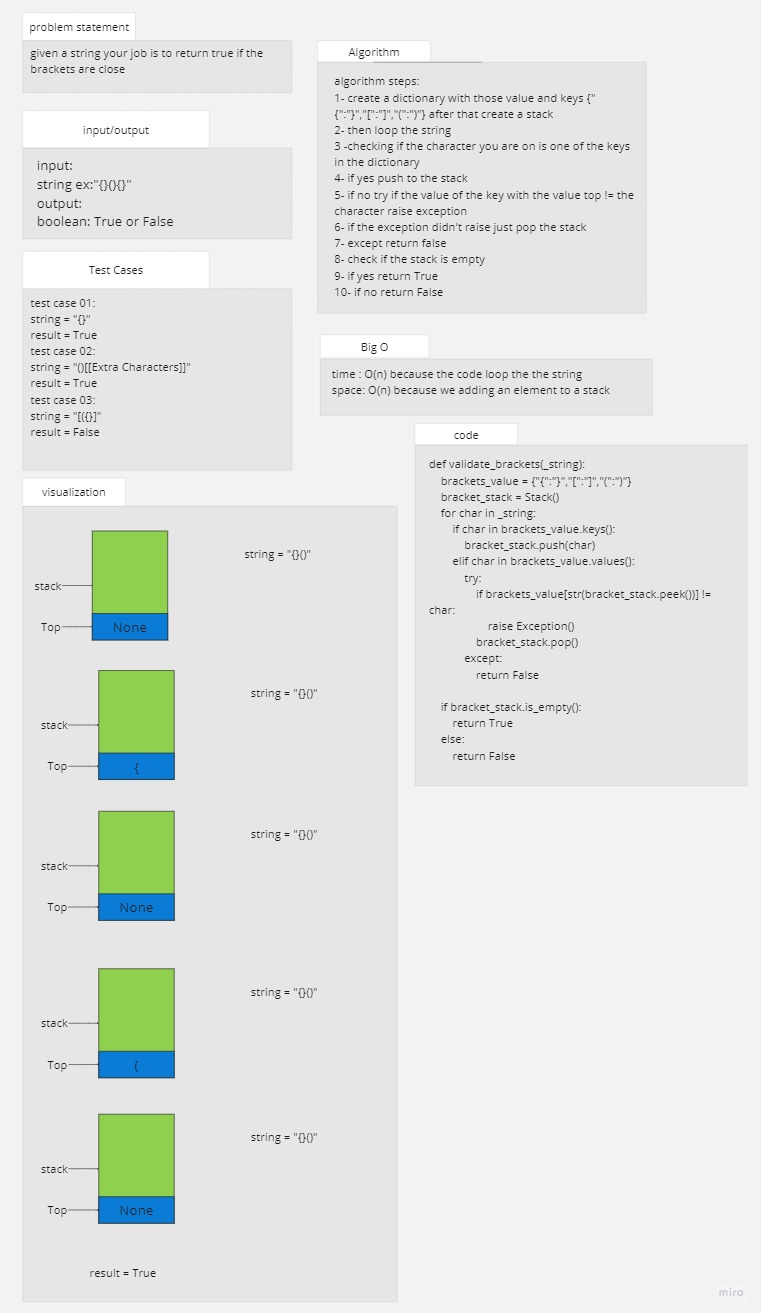 problem statement
given a string your job is to return true if the
brackets are close
input/output
input:
string ex:"{}(){}"
output:
boolean: True or False
Test Cases
test case 01:
string = "{}"
result = True
test case 02:
string = "()[[Extra Characters]]"
result = True
test case 03:
string = "[({}]"
result = False
Algorithm
algorithm steps:
1- create a dictionary with those value and keys {"
{":"}","[":"]","(":")"} after that create a stack
2- then loop the string
3 -checking if the character you are on is one of the keys
in the dictionary
4- if yes push to the stack
5- if no try if the value of the key with the value top != the
character raise exception
6- if the exception didn't raise just pop the stack
7- except return false
8- check if the stack is empty
9- if yes return True
10- if no return False
Big O
time : O(n) because the code loop the the string
space: O(n) because we adding an element to a stack
code
def validate_brackets(_string):
brackets_value = {"{":"}","[":"]","(":")"}
bracket_stack = Stack()
for char in _string:
if char in brackets_value.keys():
bracket_stack.push(char)
elif char in brackets_value.values():
try:
if brackets_value[str(bracket_stack.peek())] !=
char:
raise Exception()
bracket_stack.pop()
except:
return False
if bracket_stack.is_empty():
return True
else:
return False
visualization
string = "{}()"
stack
Top
None
string = "{}()"
stack
Top
{
string = "{}()"
stack
Top
None
string = "{}()"
stack
Top
(
string = "{}()"
stack
Top
None
result = True
miro